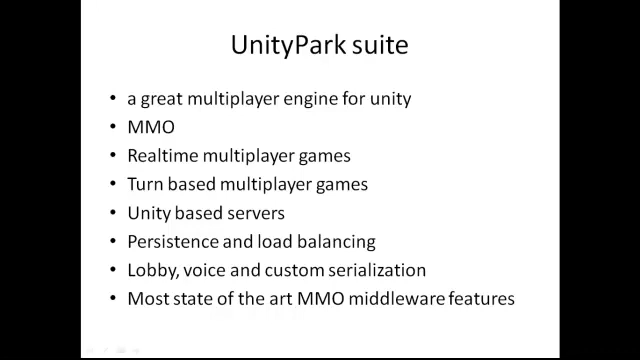 UnityPark suite
• a great multiplayer engine for unity
• MMO
• Realtime multiplayer games
• Turn based multiplayer games
• Unity based servers
• Persistence and load balancing
• Lobby, voice and custom serialization
• Most state of the art MMO middleware features